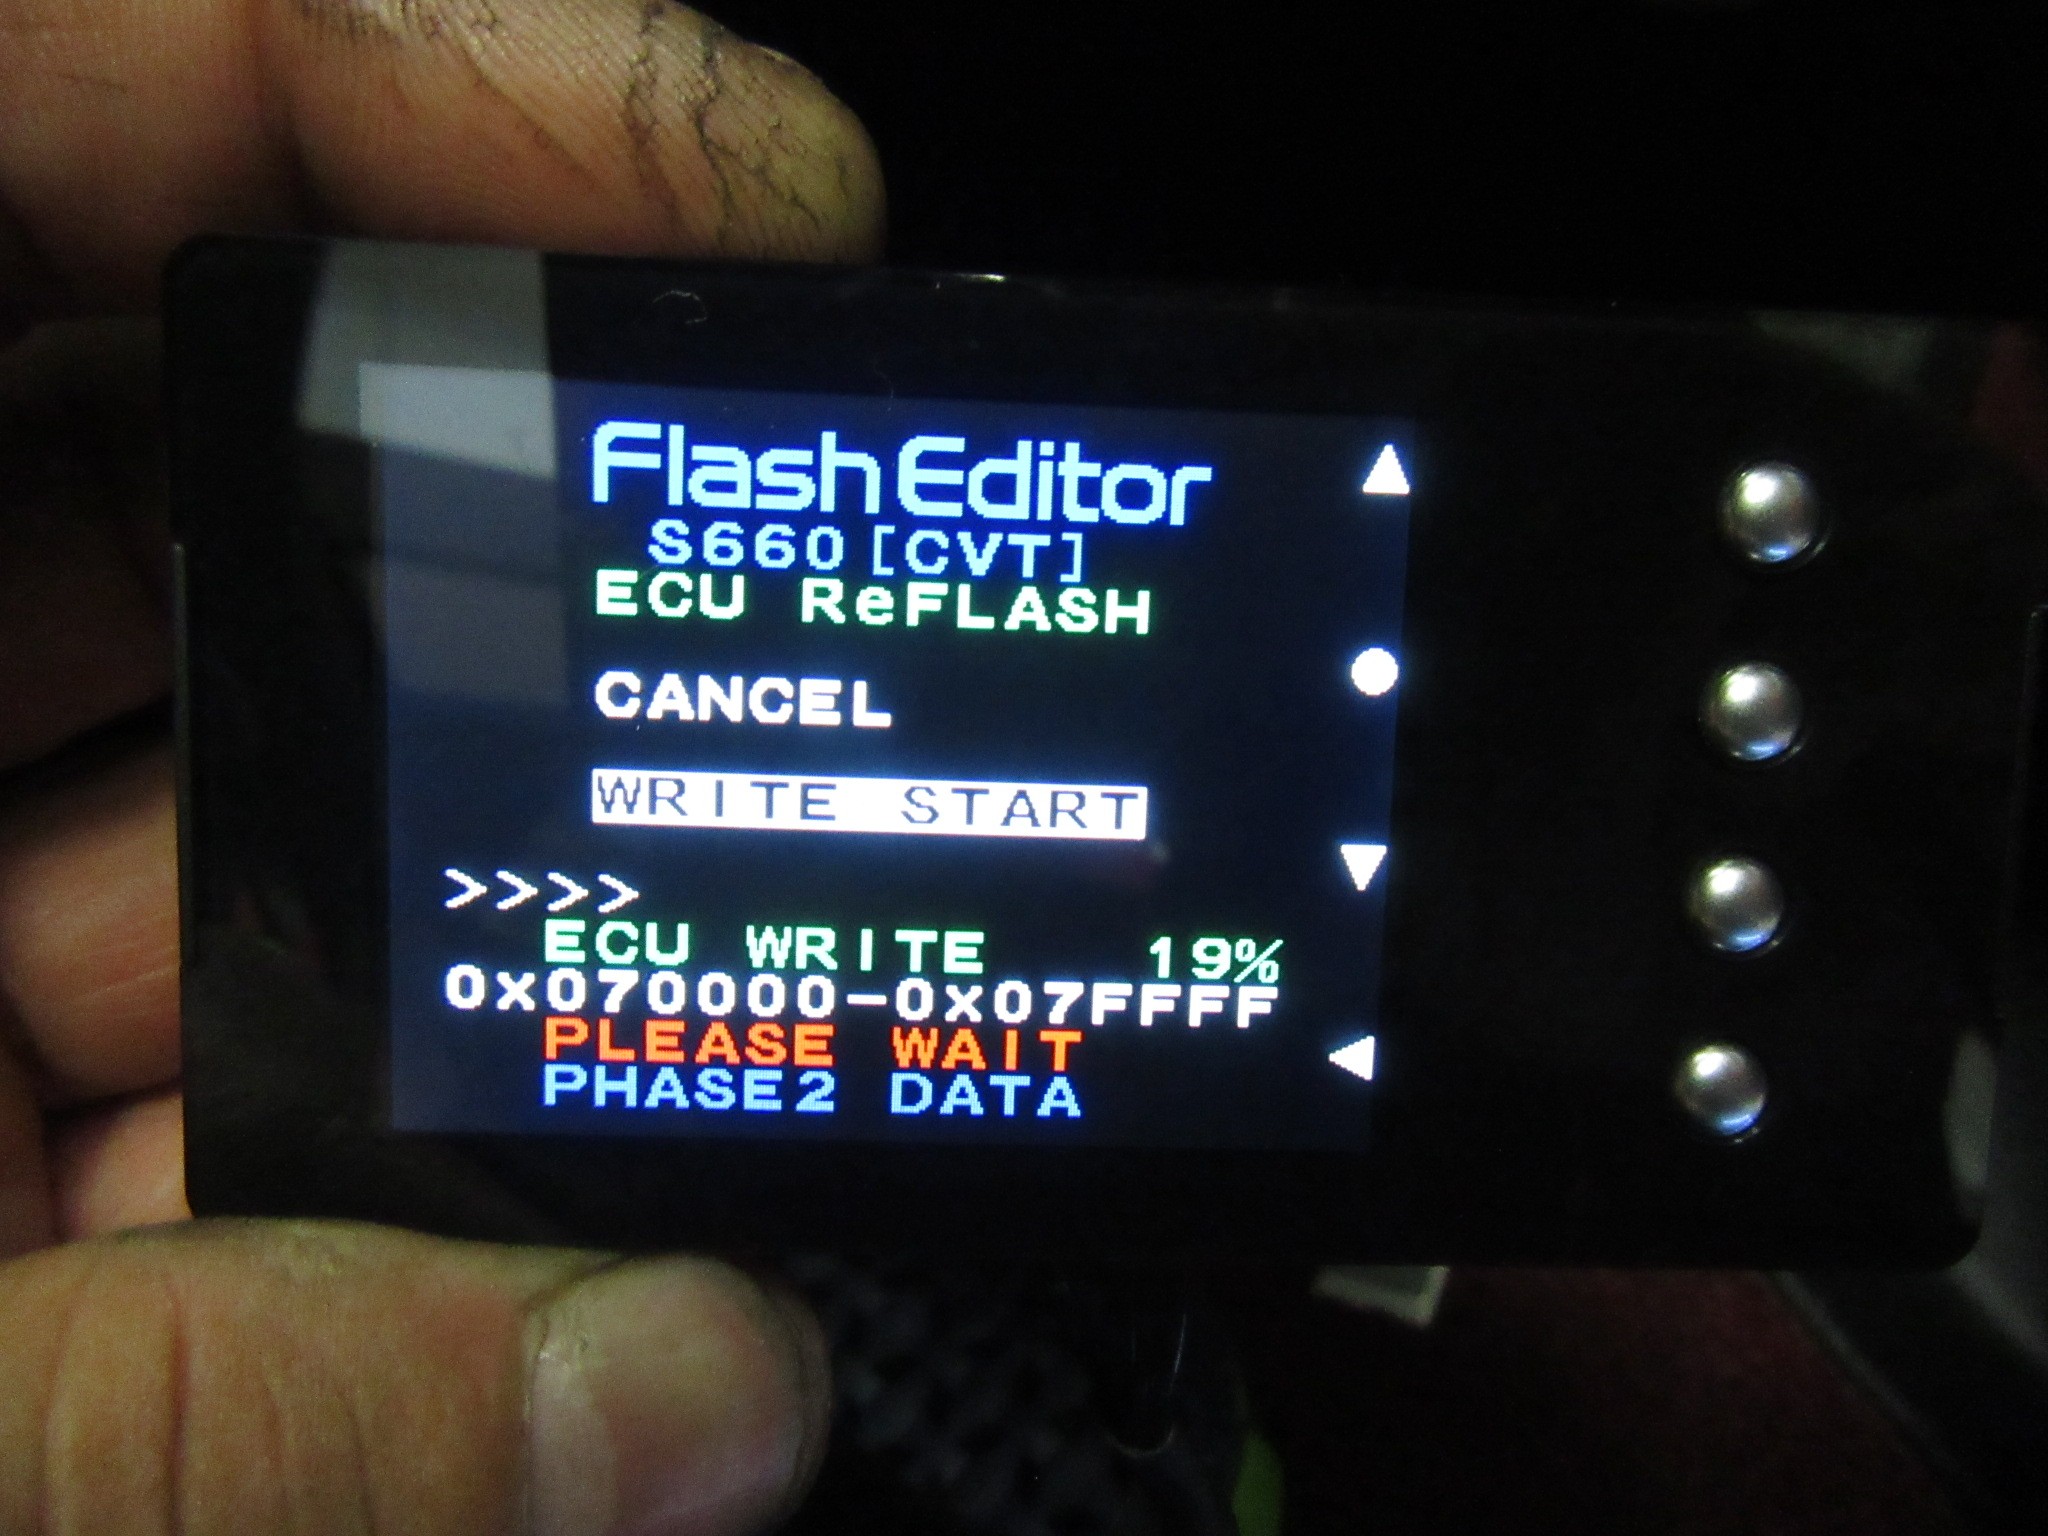 Flash Editor
S660[CVT]
ECU ReFLASH
CANCEL
WRITE START
>>>>
ECU WRITE 19%
0x070000-0x07FFFF
PLEASE WAIT
PHASE2 DATA